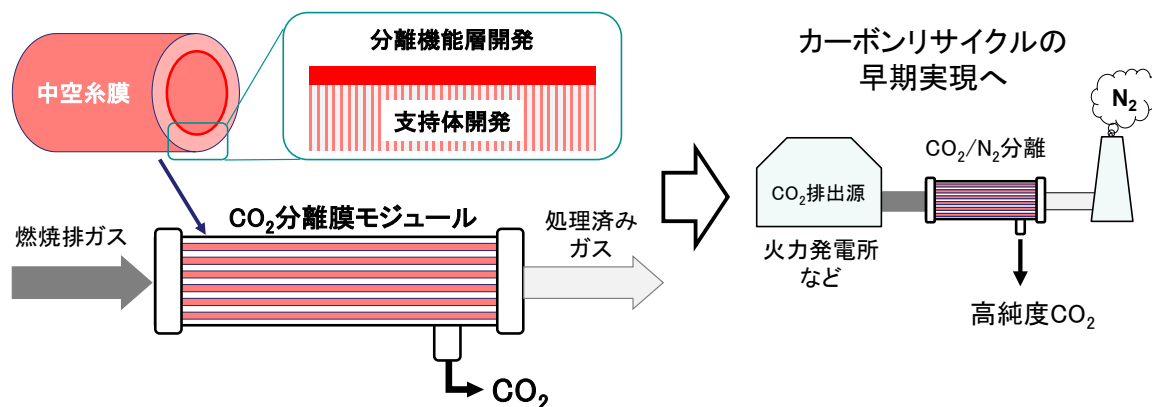 中空糸膜
分離機能層開発
支持体開発
燃焼排ガス
CO₂分離膜モジュール
処理済み
ガス
CO₂
カーボンリサイクルの
早期実現へ
N₂
CO₂/N₂分離
CO₂排出源
火力発電所
など
高純度CO₂